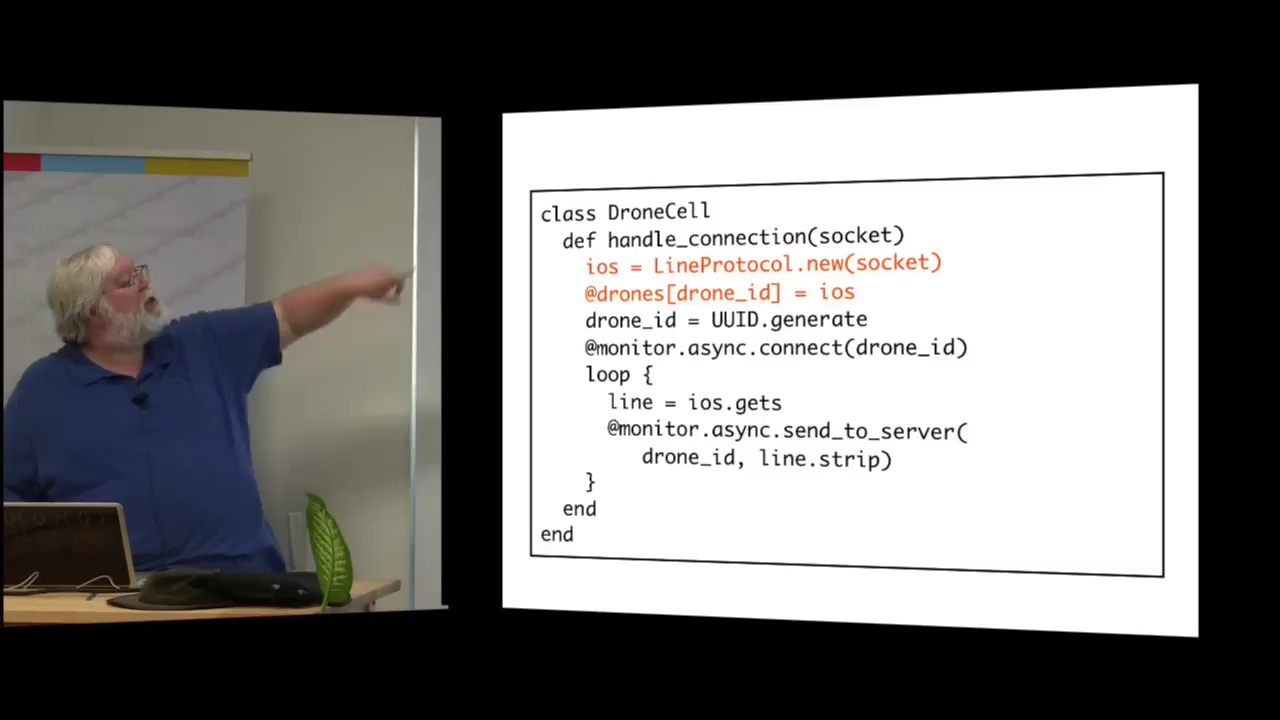 class DroneCell
  def handle_connection(socket)
    ios = LineProtocol.new(socket)
    @drones[drone_id] = ios
    drone_id = UUID.generate
    @monitor.async.connect(drone_id)
    loop {
      line = ios.gets
      @monitor.async.send_to_server(
         drone_id, line.strip)
    }
  end
end